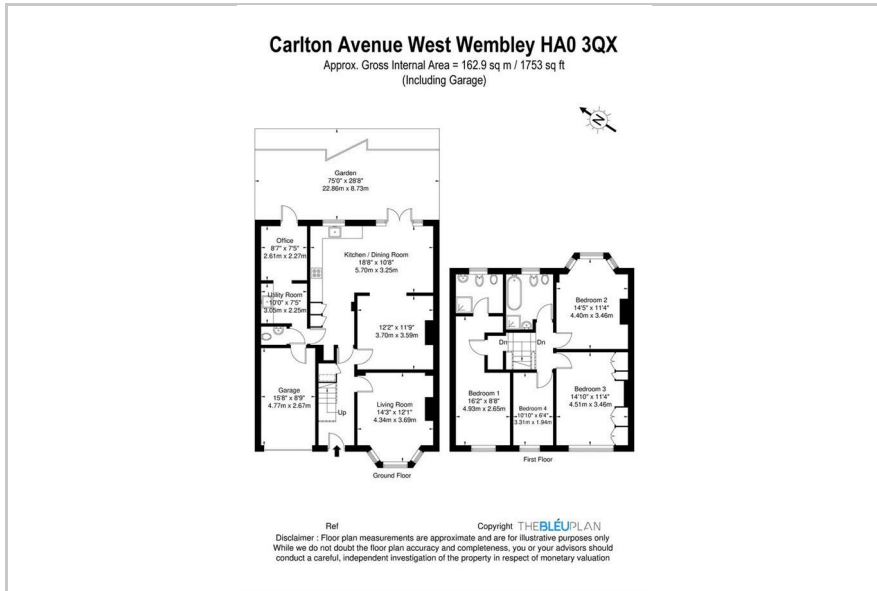 Carlton Avenue West Wembley HA0 3QX
Approx. Gross Internal Area = 162.9 sq m / 1753 sq ft
(Including Garage)
N
Garden
75'0" x 28'8"
22.86m x 8.73m
Office
8'7" x 7'5"
2.61m x 2.27m
Kitchen / Dining Room
18'8" x 10'8"
5.70m x 3.25m
Utility Room
10'0" x 7'5"
3.05m x 2.25m
12'2" x 11'9"
3.70m x 3.59m
Garage
15'8" x 8'9"
4.77m x 2.67m
Up
Living Room
14'3" x 12'1"
4.34m x 3.69m
Ground Floor
Bedroom 2
14'5" x 11'4"
4.40m x 3.46m
Dn
Dn
Bedroom 1
16'2" x 8'8"
4.93m x 2.65m
Bedroom 4
10'10" x 6'4"
3.31m x 1.94m
Bedroom 3
14'10" x 11'4"
4.51m x 3.46m
First Floor
Ref
Copyright THEBLÉUPLAN
Disclaimer : Floor plan measurements are approximate and are for illustrative purposes only
While we do not doubt the floor plan accuracy and completeness, you or your advisors should
conduct a careful, independent investigation of the property in respect of monetary valuation